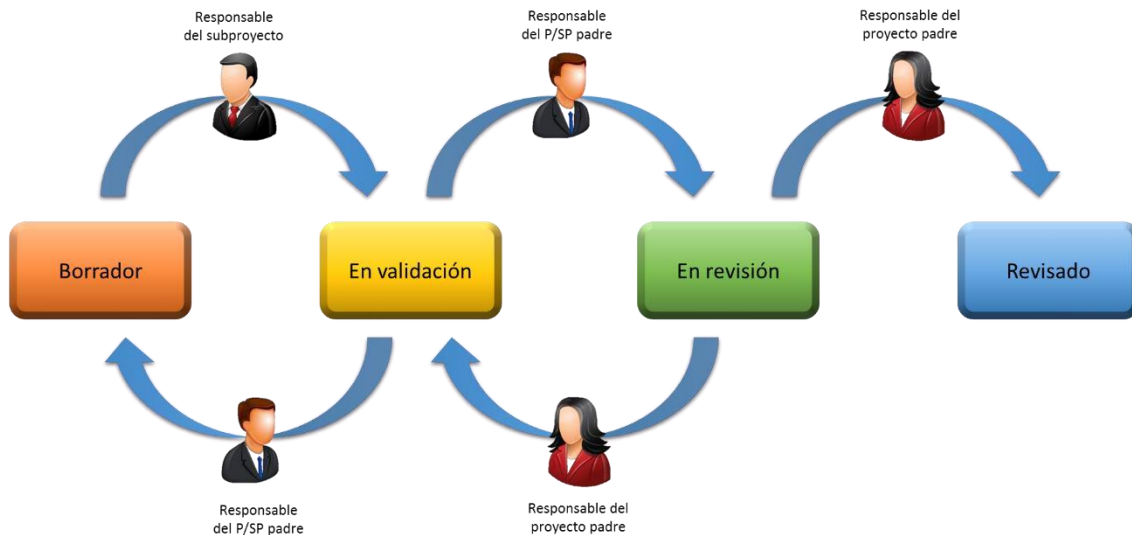 Responsable
del subproyecto
Responsable
del P/SP padre
Responsable del
proyecto padre
Borrador
En validación
En revisión
Revisado
Responsable
del P/SP padre
Responsable del
proyecto padre